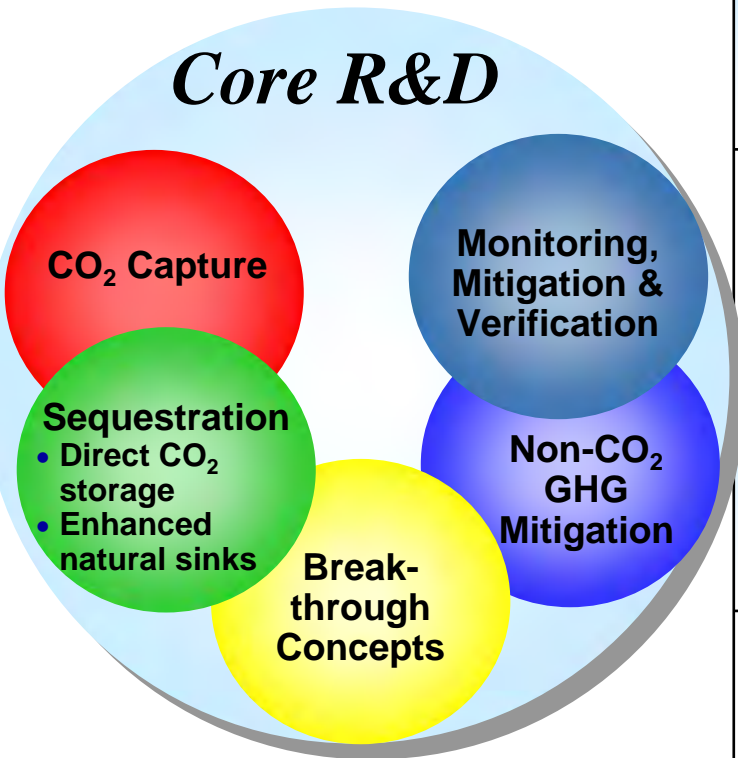 Core R&D
CO₂ Capture
Monitoring,
Mitigation &
Verification
Sequestration
• Direct CO₂
storage
• Enhanced
natural sinks
Non-CO₂
GHG
Mitigation
Break-
through
Concepts